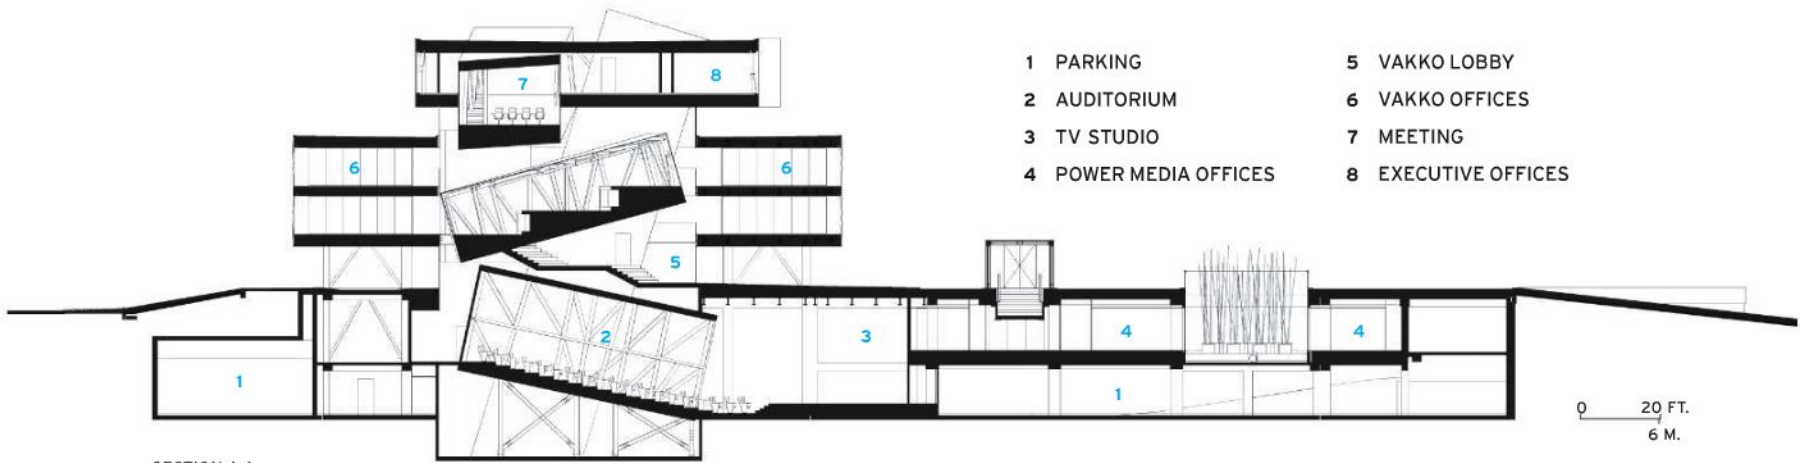 1 PARKING
2 AUDITORIUM
3 TV STUDIO
4 POWER MEDIA OFFICES
5 VAKKO LOBBY
6 VAKKO OFFICES
7 MEETING
8 EXECUTIVE OFFICES
7
8
6
6
5
2
3
4
4
1
1
0 20 FT.
6 M.